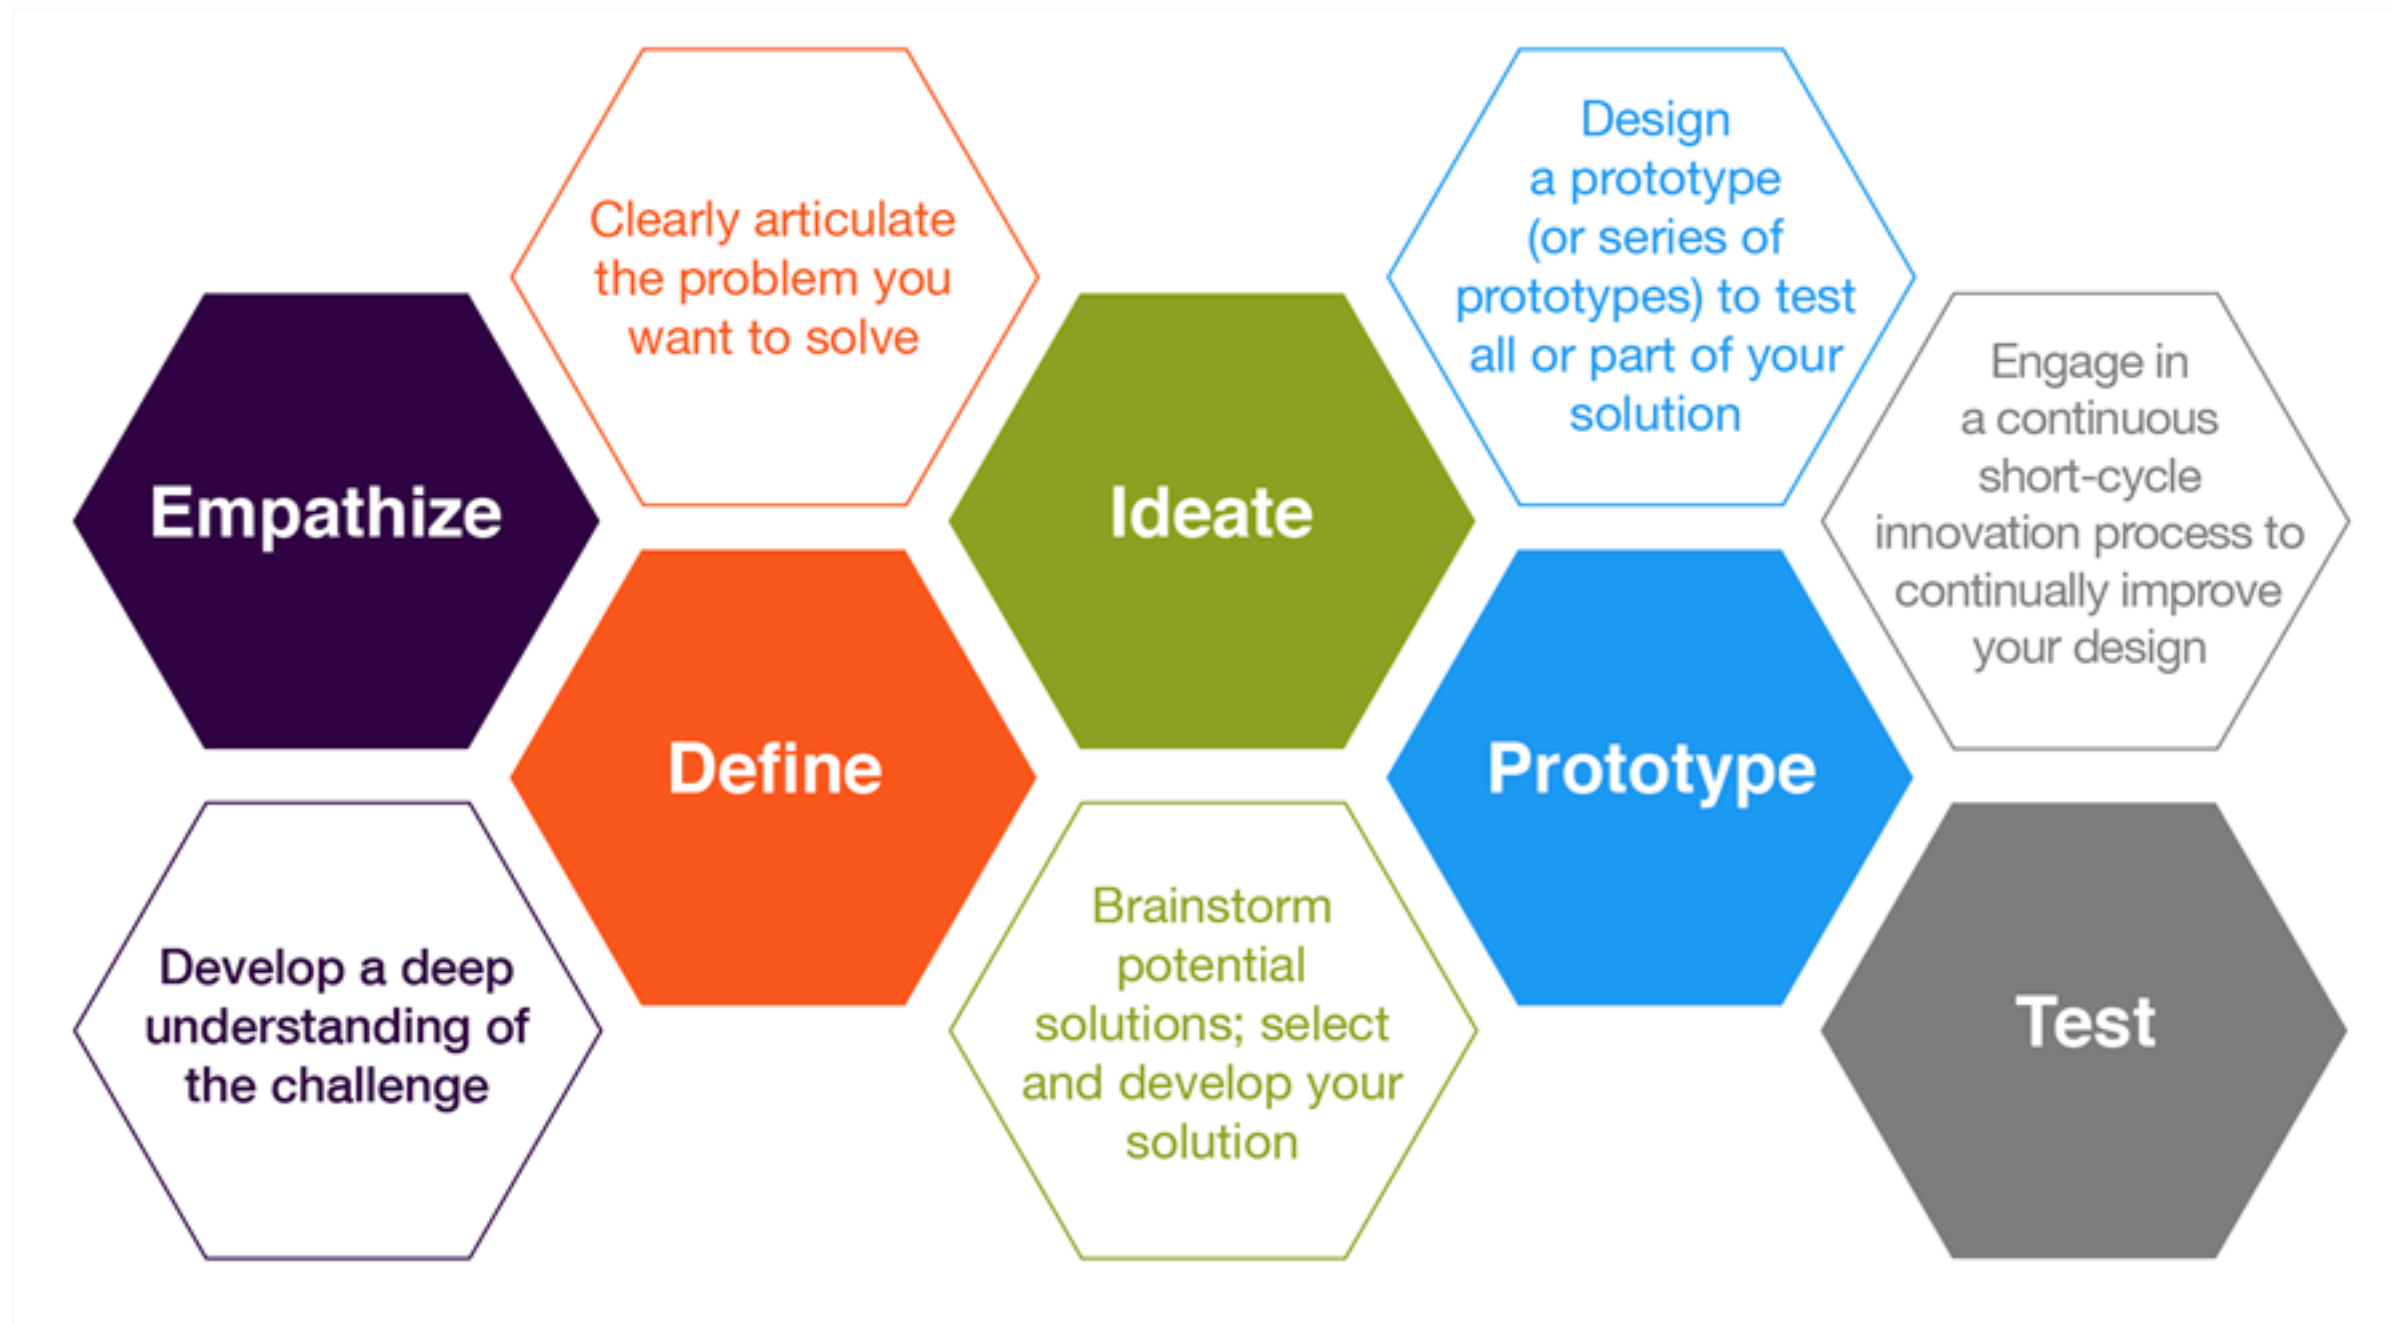 Empathize
Develop a deep
understanding of
the challenge
Clearly articulate
the problem you
want to solve
Define
Ideate
Brainstorm
potential
solutions; select
and develop your
solution
Design
a prototype
(or series of
prototypes) to test
all or part of your
solution
Prototype
Engage in
a continuous
short-cycle
innovation process to
continually improve
your design
Test